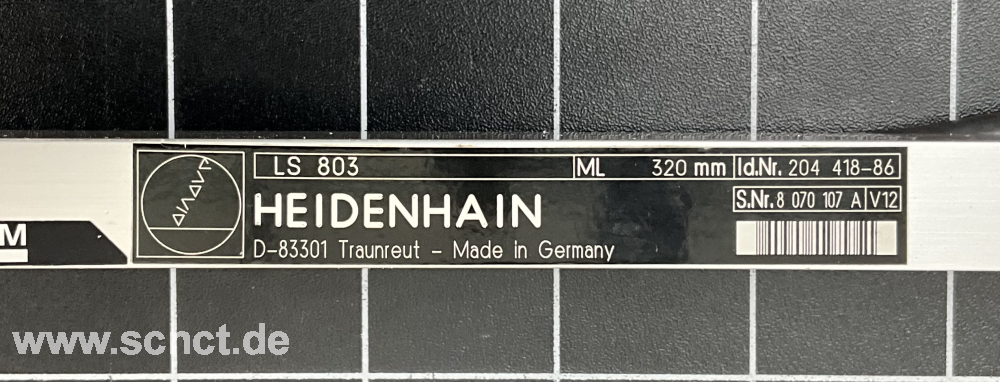 LS 803 ML 320 mm Id.Nr. 204 418-86
HEIDENHAIN S.Nr. 8 070 107 A V12
D-83301 Traunreut - Made in Germany
M
www.schct.de